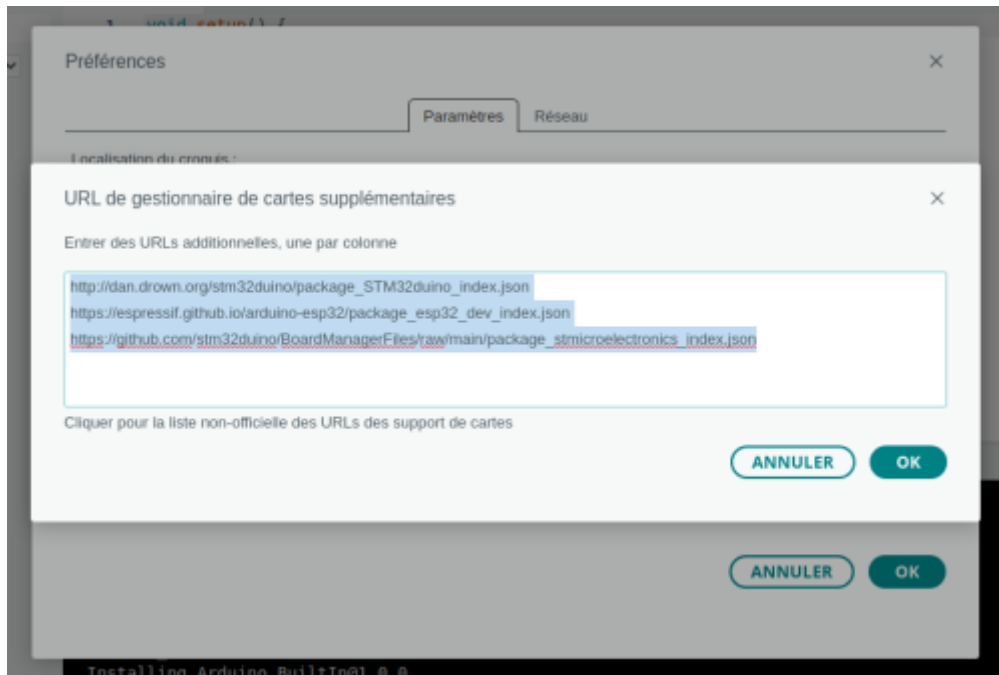 1 void setup() {
Préférences
Paramètres Réseau
Localisation du croquis :
URL de gestionnaire de cartes supplémentaires
Entrer des URLs additionnelles, une par colonne
http://dan.drown.org/stm32duino/package_STM32duino_index.json
https://espressif.github.io/arduino-esp32/package_esp32_dev_index.json
https://github.com/stm32duino/BoardManagerFiles/raw/main/package_stmicroelectronics_index.json
Cliquer pour la liste non-officielle des URLs des support de cartes
ANNULER OK
ANNULER OK
Installing Arduino_BuiltIn@1.0.0